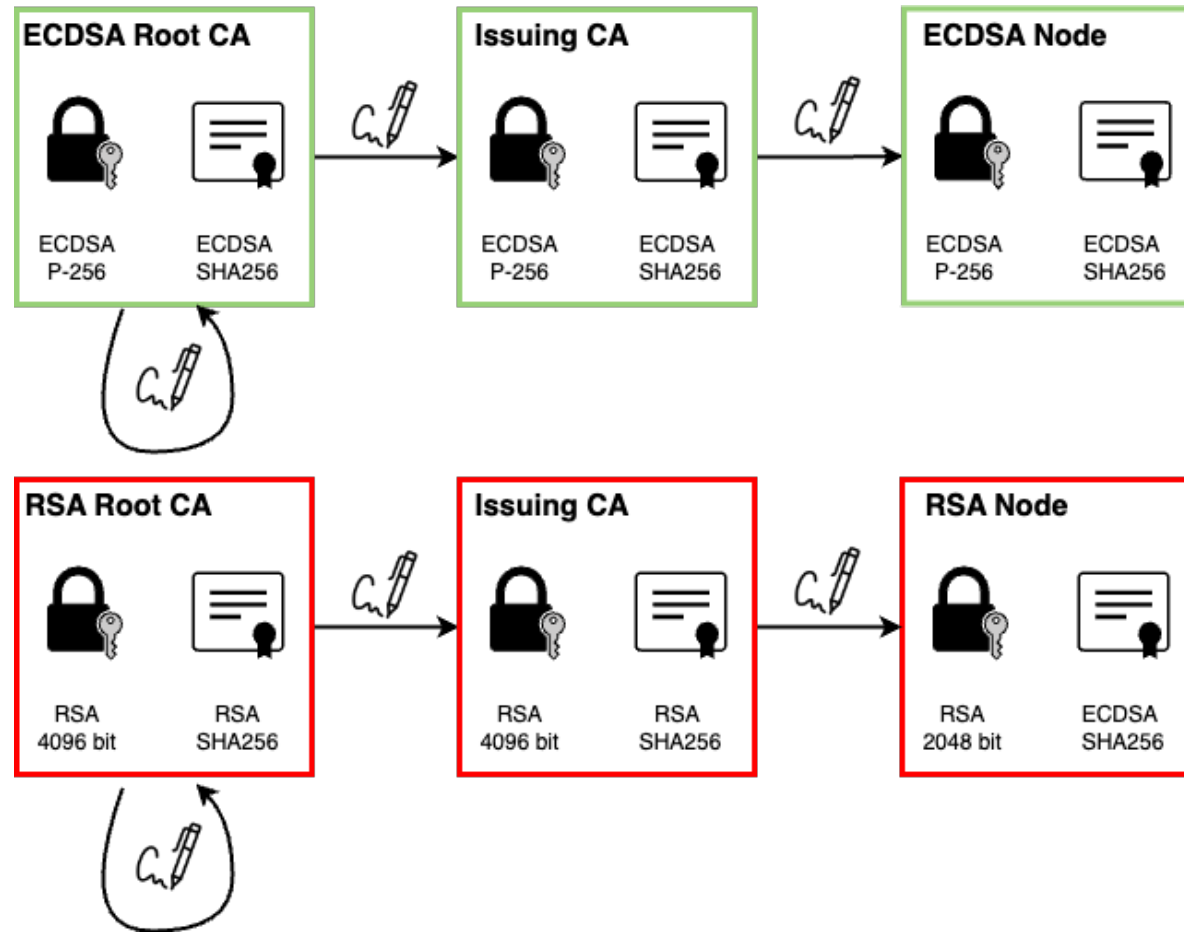 ECDSA Root CA
Issuing CA
ECDSA Node
ECDSA
P-256
ECDSA
SHA256
ECDSA
P-256
ECDSA
SHA256
ECDSA
P-256
ECDSA
SHA256
RSA Root CA
Issuing CA
RSA Node
RSA
4096 bit
RSA
SHA256
RSA
4096 bit
RSA
SHA256
RSA
2048 bit
ECDSA
SHA256